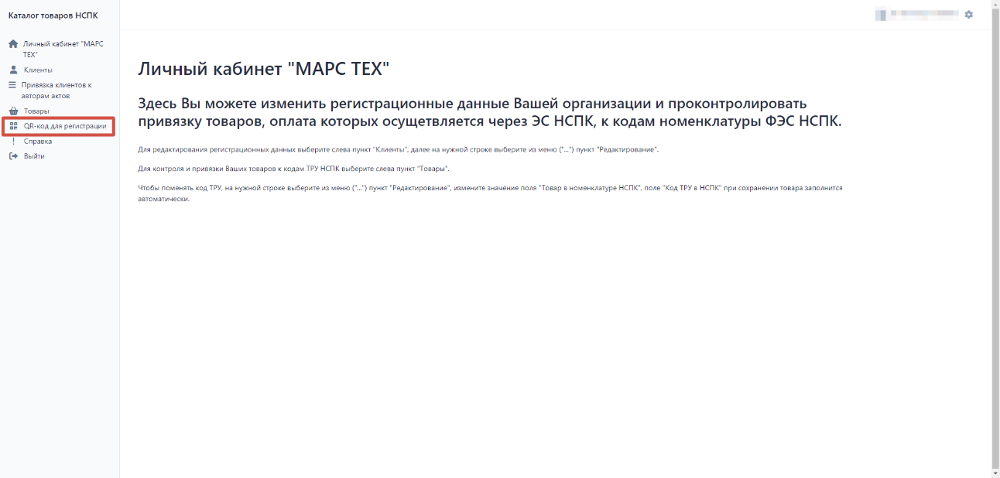 Каталог товаров НСПК
Личный кабинет "МАРС
ТЕХ"
Клиенты
Привязка клиентов к
авторам актов
Товары
QR-код для регистрации
Справка
Выйти
Личный кабинет "МАРС ТЕХ"
Здесь Вы можете изменить регистрационные данные Вашей организации и проконтролировать
привязку товаров, оплата которых осущетвляется через ЭС НСПК, к кодам номенклатуры ФЭС НСПК.
Для редактирования регистрационных данных выберите слева пункт "Клиенты", далее на нужной строке выберите из меню ("...") пункт "Редактирование".
Для контроля и привязки Ваших товаров к кодам ТРУ НСПК выберите слева пункт "Товары".
Чтобы поменять код ТРУ, на нужной строке выберите из меню ("...") пункт "Редактирование", измените значение поля "Товар в номенклатуре НСПК", поле "Код ТРУ в НСПК" при сохранении товара заполнится
автоматически.